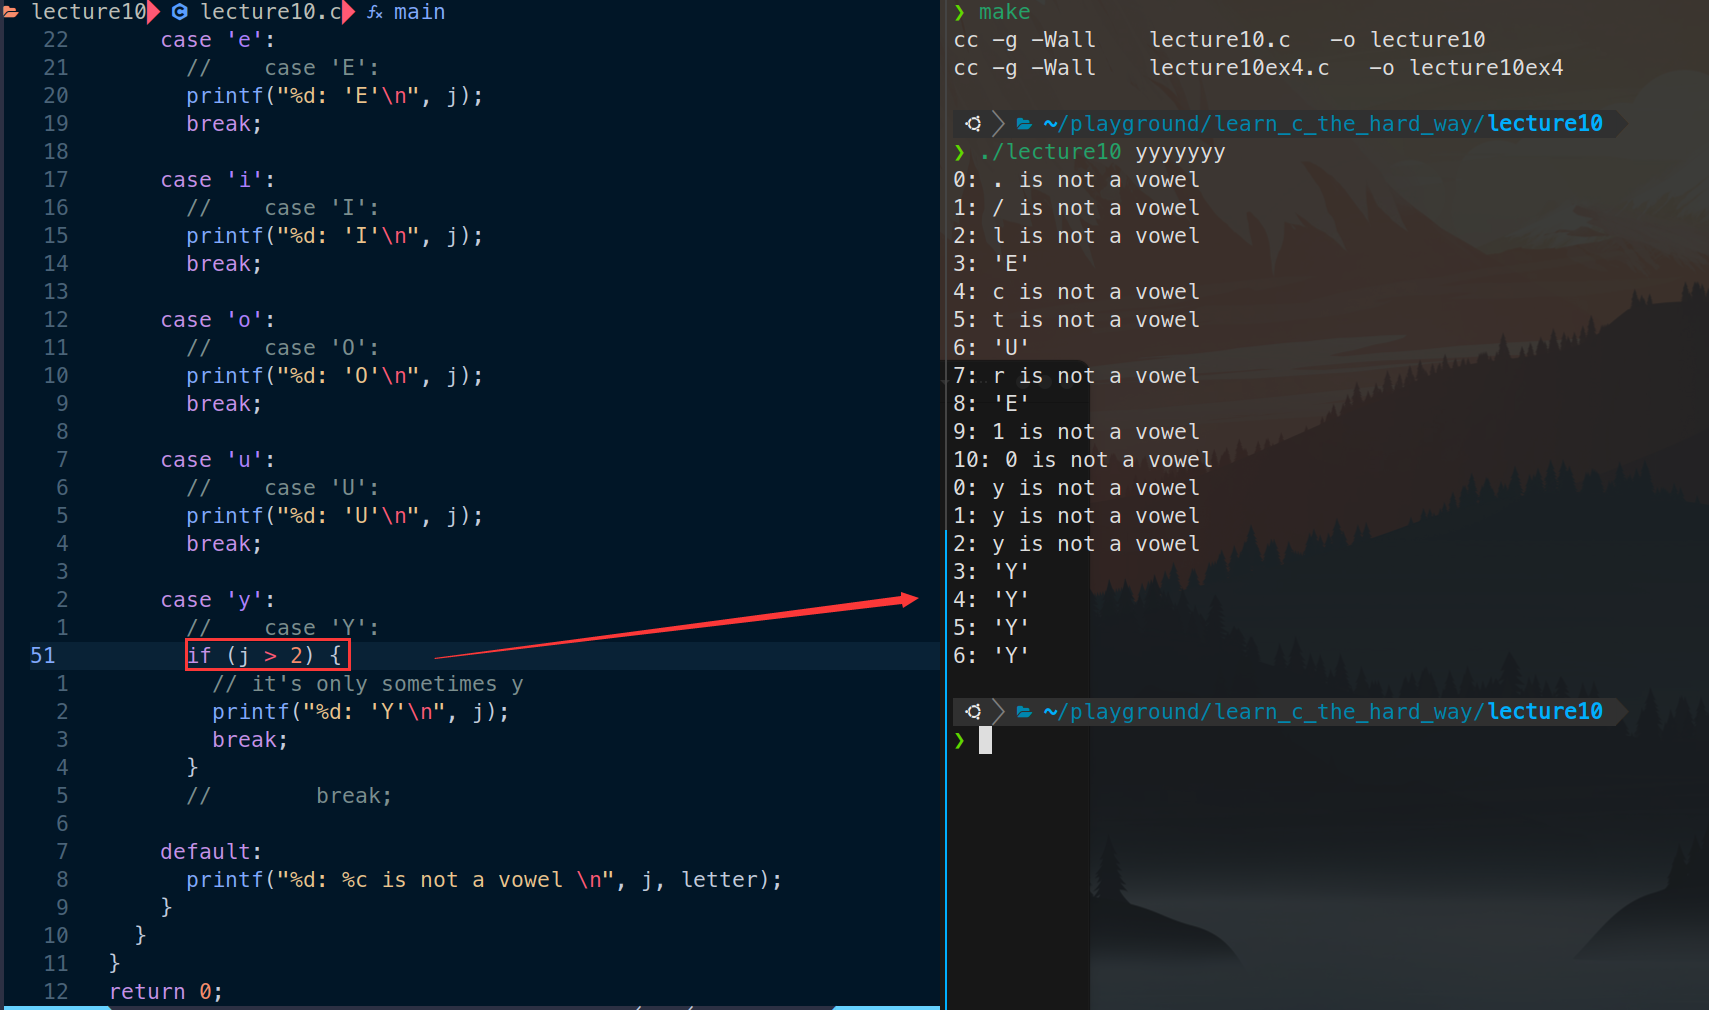 lecture10 lecture10.c main
22 case 'e':
21 // case 'E':
20 printf("%d: 'E'\n", j);
19 break;
18
17 case 'i':
16 // case 'I':
15 printf("%d: 'I'\n", j);
14 break;
13
12 case 'o':
11 // case 'O':
10 printf("%d: 'O'\n", j);
9 break;
8
7 case 'u':
6 // case 'U':
5 printf("%d: 'U'\n", j);
4 break;
3
2 case 'y':
1 // case 'Y':
51 if (j > 2) {
1 // it's only sometimes y
2 printf("%d: 'Y'\n", j);
3 break;
4 }
5 // break;
6
7 default:
8 printf("%d: %c is not a vowel \n", j, letter);
9 }
10 }
11 }
12 return 0;
❯ make
cc -g -Wall lecture10.c -o lecture10
cc -g -Wall lecture10ex4.c -o lecture10ex4
~/playground/learn_c_the_hard_way/lecture10
❯ ./lecture10 yyyyyyy
0: . is not a vowel
1: / is not a vowel
2: l is not a vowel
3: 'E'
4: c is not a vowel
5: t is not a vowel
6: 'U'
7: r is not a vowel
8: 'E'
9: 1 is not a vowel
10: 0 is not a vowel
0: y is not a vowel
1: y is not a vowel
2: y is not a vowel
3: 'Y'
4: 'Y'
5: 'Y'
6: 'Y'
~/playground/learn_c_the_hard_way/lecture10
❯